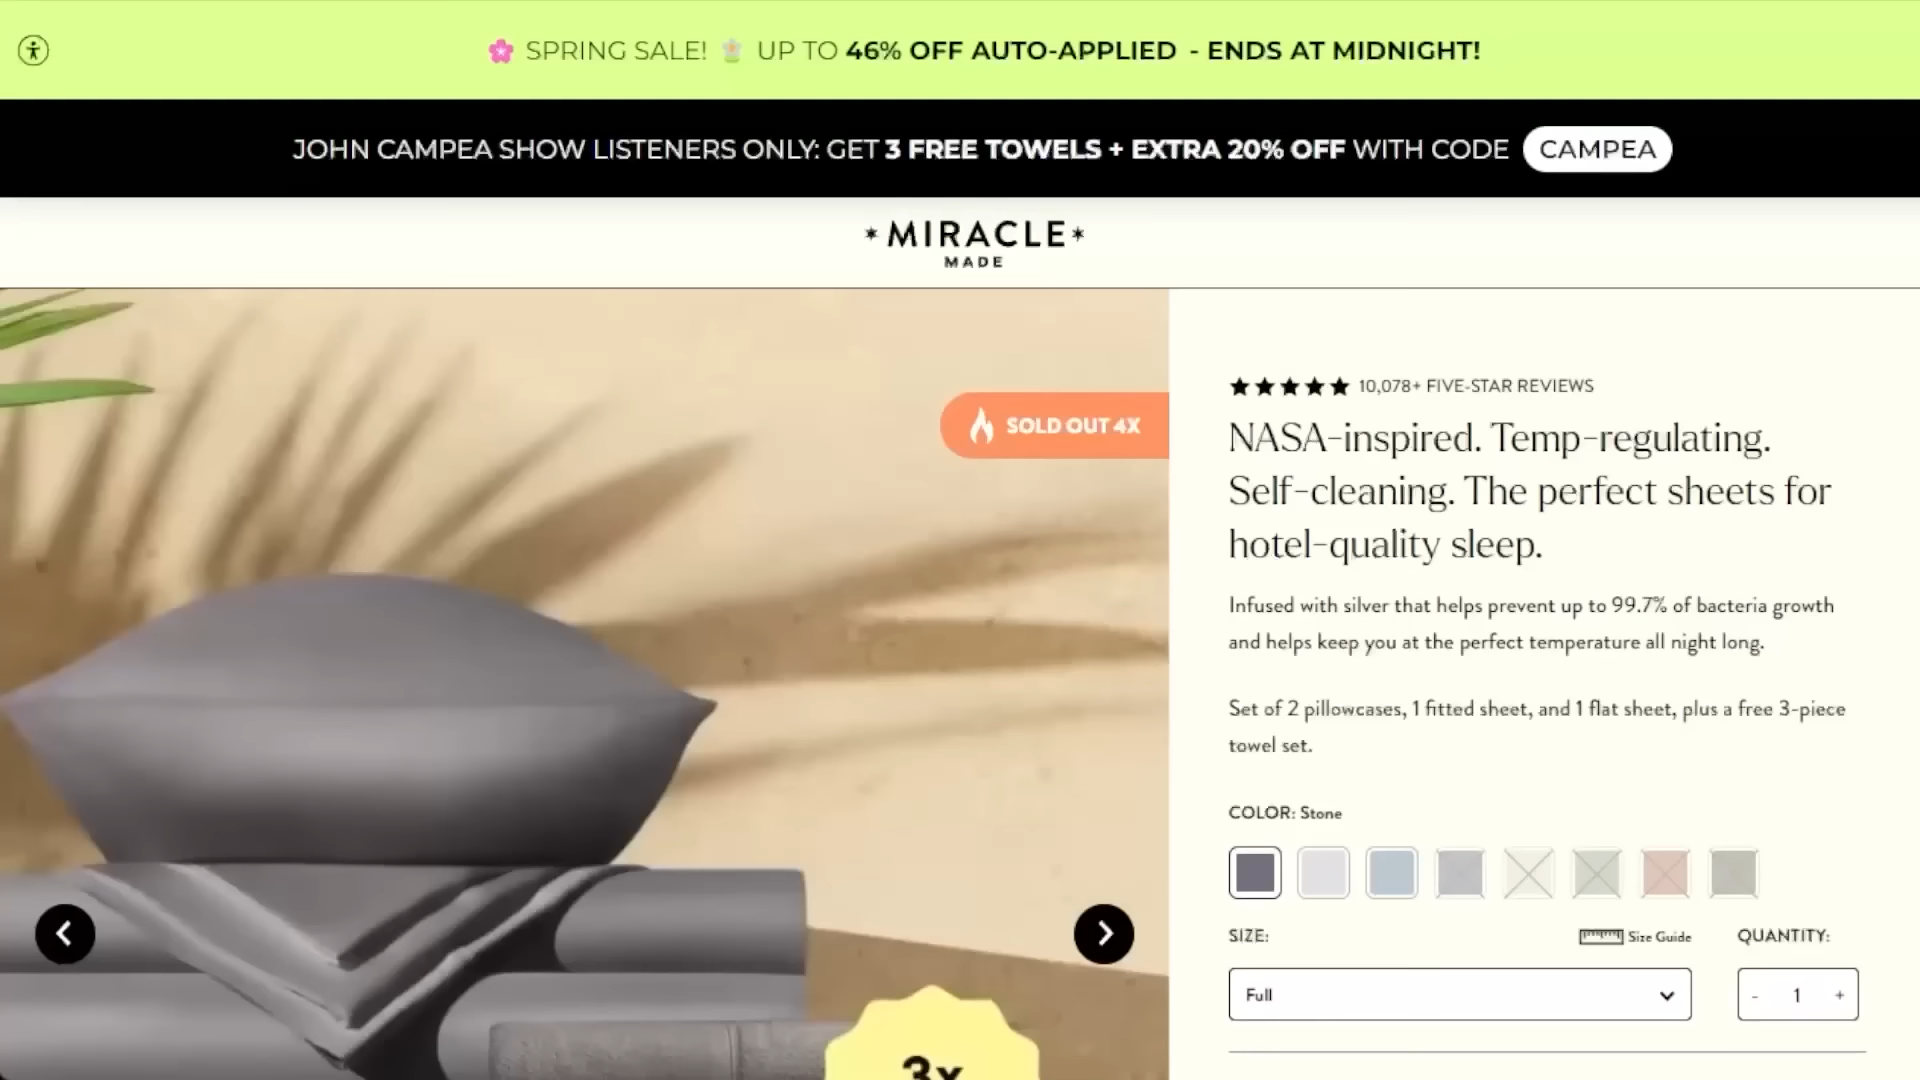 SPRING SALE! UP TO 46% OFF AUTO-APPLIED - ENDS AT MIDNIGHT!
JOHN CAMPEA SHOW LISTENERS ONLY: GET 3 FREE TOWELS + EXTRA 20% OFF WITH CODE CAMPEA
MIRACLE
MADE
SOLD OUT 4X
10,078+ FIVE-STAR REVIEWS
NASA-inspired. Temp-regulating.
Self-cleaning. The perfect sheets for
hotel-quality sleep.
Infused with silver that helps prevent up to 99.7% of bacteria growth
and helps keep you at the perfect temperature all night long.
Set of 2 pillowcases, 1 fitted sheet, and 1 flat sheet, plus a free 3-piece
towel set.
COLOR: Stone
SIZE: Size Guide QUANTITY:
Full - 1 +
3x